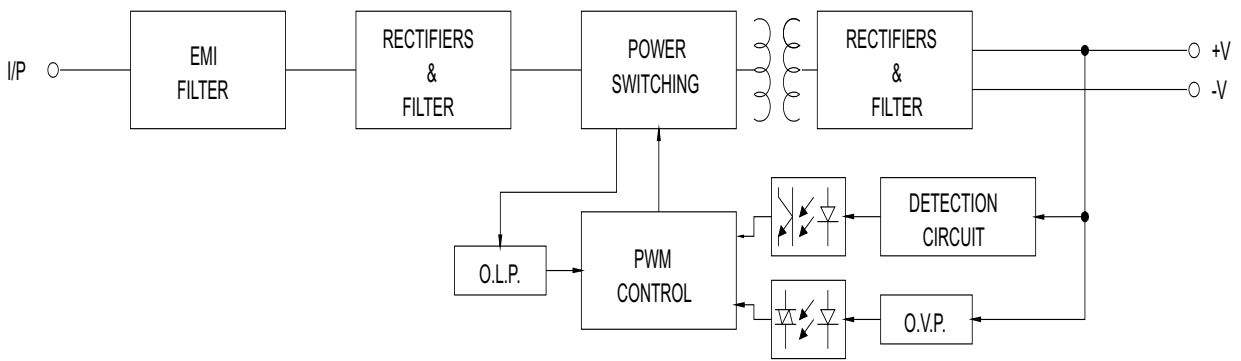 I/P
EMI
FILTER
RECTIFIERS
&
FILTER
POWER
SWITCHING
RECTIFIERS
&
FILTER
+V
-V
DETECTION
CIRCUIT
O.L.P.
PWM
CONTROL
O.V.P.